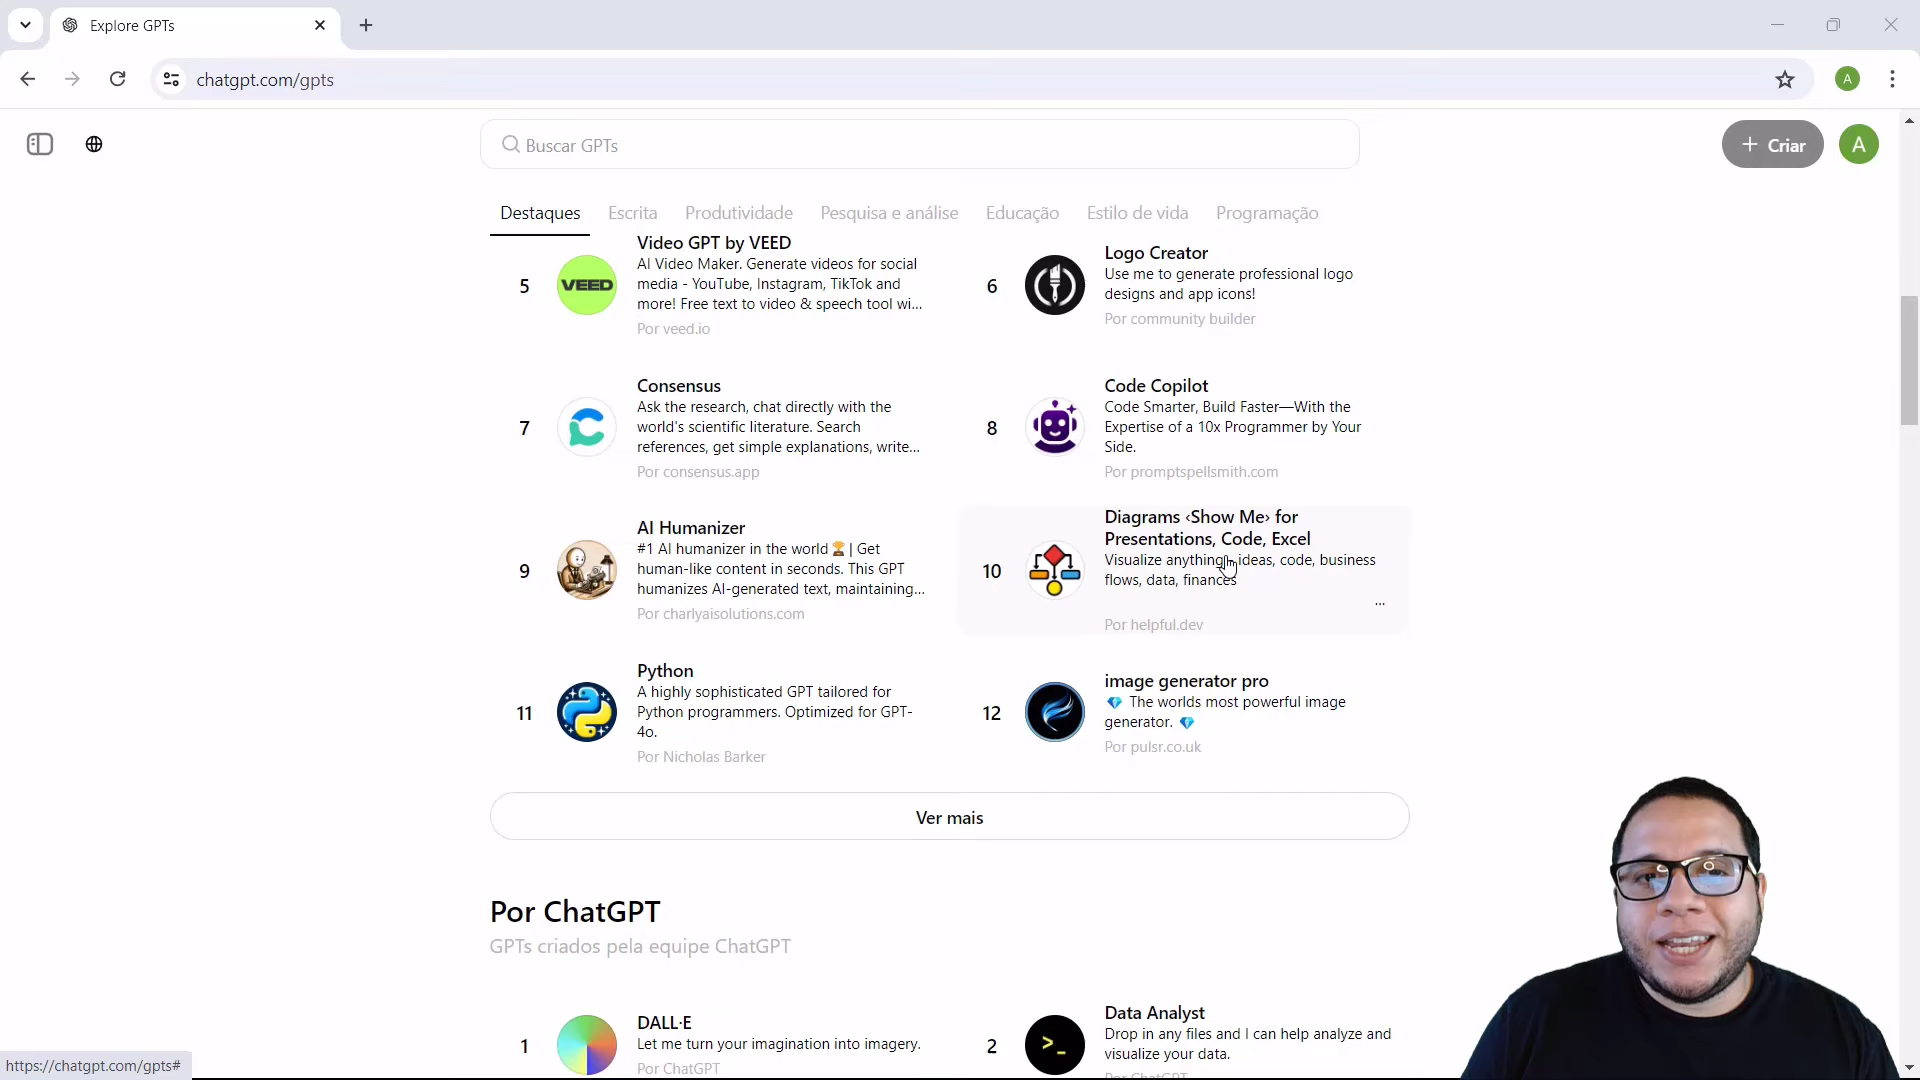 Explore GPTs
chatgpt.com/gpts
A
Buscar GPTs
Criar
A
Destaques
Escrita
Produtividade
Pesquisa e análise
Educação
Estilo de vida
Programação
5
VEED
Video GPT by VEED
AI Video Maker. Generate videos for social
media - YouTube, Instagram, TikTok and
more! Free text to video & speech tool wi...
Por veed.io
6
Logo Creator
Use me to generate professional logo
designs and app icons!
Por community builder
7
Consensus
Ask the research, chat directly with the
world's scientific literature. Search
references, get simple explanations, write...
Por consensus.app
8
Code Copilot
Code Smarter, Build Faster—With the
Expertise of a 10x Programmer by Your
Side.
Por promptspellsmith.com
9
AI Humanizer
#1 AI humanizer in the world 🏆 | Get
human-like content in seconds. This GPT
humanizes AI-generated text, maintaining...
Por charlyaisolutions.com
10
Diagrams ‹Show Me› for
Presentations, Code, Excel
Visualize anything: ideas, code, business
flows, data, finances
...
Por helpful.dev
11
Python
A highly sophisticated GPT tailored for
Python programmers. Optimized for GPT-
4o.
Por Nicholas Barker
12
image generator pro
💎 The worlds most powerful image
generator. 💎
Por pulsr.co.uk
Ver mais
Por ChatGPT
GPTs criados pela equipe ChatGPT
1
DALL·E
Let me turn your imagination into imagery.
Por ChatGPT
2
>_
Data Analyst
Drop in any files and I can help analyze and
visualize your data.
Por ChatGPT
https://chatgpt.com/gpts#